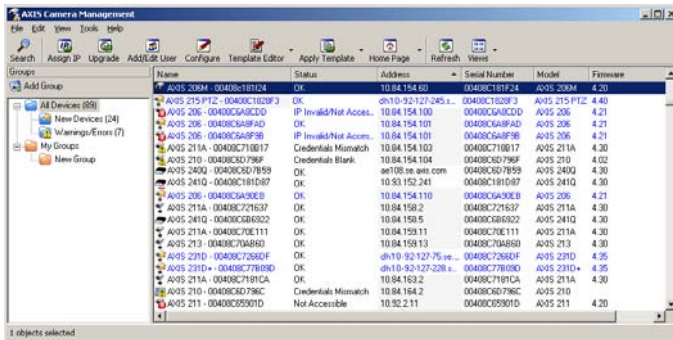 AXIS Camera Management
File Edit View Tools Help
Search Assign IP Upgrade Add/Edit User Configure Template Editor Apply Template Home Page Refresh Views
Groups
Add Group
All Devices (89)
New Devices (24)
Warnings/Errors (7)
My Groups
New Group
Name Status Address Serial Number Model Firmware
AXIS 206M - 00408c181f24 OK 10.84.154.60 00408C181F24 AXIS 206M 4.20
AXIS 215 PTZ - 00408C1828F3 OK dh10-92-127-245.s... 00408C1828F3 AXIS 215 PTZ 4.40
AXIS 206 - 00408C6A8CDD IP Invalid/Not Acces.. 10.84.154.100 00408C6A8CDD AXIS 206 4.21
AXIS 206 - 00408C6A8FAD OK 10.84.154.101 00408C6A8FAD AXIS 206 4.21
AXIS 206 - 00408C6A8F9B IP Invalid/Not Acces.. 10.84.154.101 00408C6A8F9B AXIS 206 4.21
AXIS 211A - 00408C718B17 Credentials Mismatch 10.84.154.103 00408C718B17 AXIS 211A 4.30
AXIS 210 - 00408C6D796F Credentials Blank 10.84.154.104 00408C6D796F AXIS 210 4.02
AXIS 240Q - 00408C6D7B59 OK ae108.se.axis.com 00408C6D7B59 AXIS 240Q 4.30
AXIS 241Q - 00408C181D87 OK 10.93.152.241 00408C181D87 AXIS 241Q 4.30
AXIS 206 - 00408C6A90EB OK 10.84.154.110 00408C6A90EB AXIS 206 4.21
AXIS 211A - 00408C721637 OK 10.84.158.2 00408C721637 AXIS 211A 4.30
AXIS 241Q - 00408C6B6922 OK 10.84.158.5 00408C6B6922 AXIS 241Q 4.30
AXIS 211A - 00408C70E111 OK 10.84.159.11 00408C70E111 AXIS 211A 4.30
AXIS 213 - 00408C70AB60 OK 10.84.159.13 00408C70AB60 AXIS 213 4.30
AXIS 231D - 00408C7266DF OK dh10-92-127-75.se... 00408C7266DF AXIS 231D 4.35
AXIS 231D+ - 00408C77B09D OK dh10-92-127-228.s... 00408C77B09D AXIS 231D+ 4.35
AXIS 211A - 00408C7181CA OK 10.84.163.2 00408C7181CA AXIS 211A 4.30
AXIS 210 - 00408C6D796C Credentials Mismatch 10.84.164.2 00408C6D796C AXIS 210
AXIS 211 - 00408C65901D Not Accessible 10.92.2.11 00408C65901D AXIS 211 4.20
1 objects selected